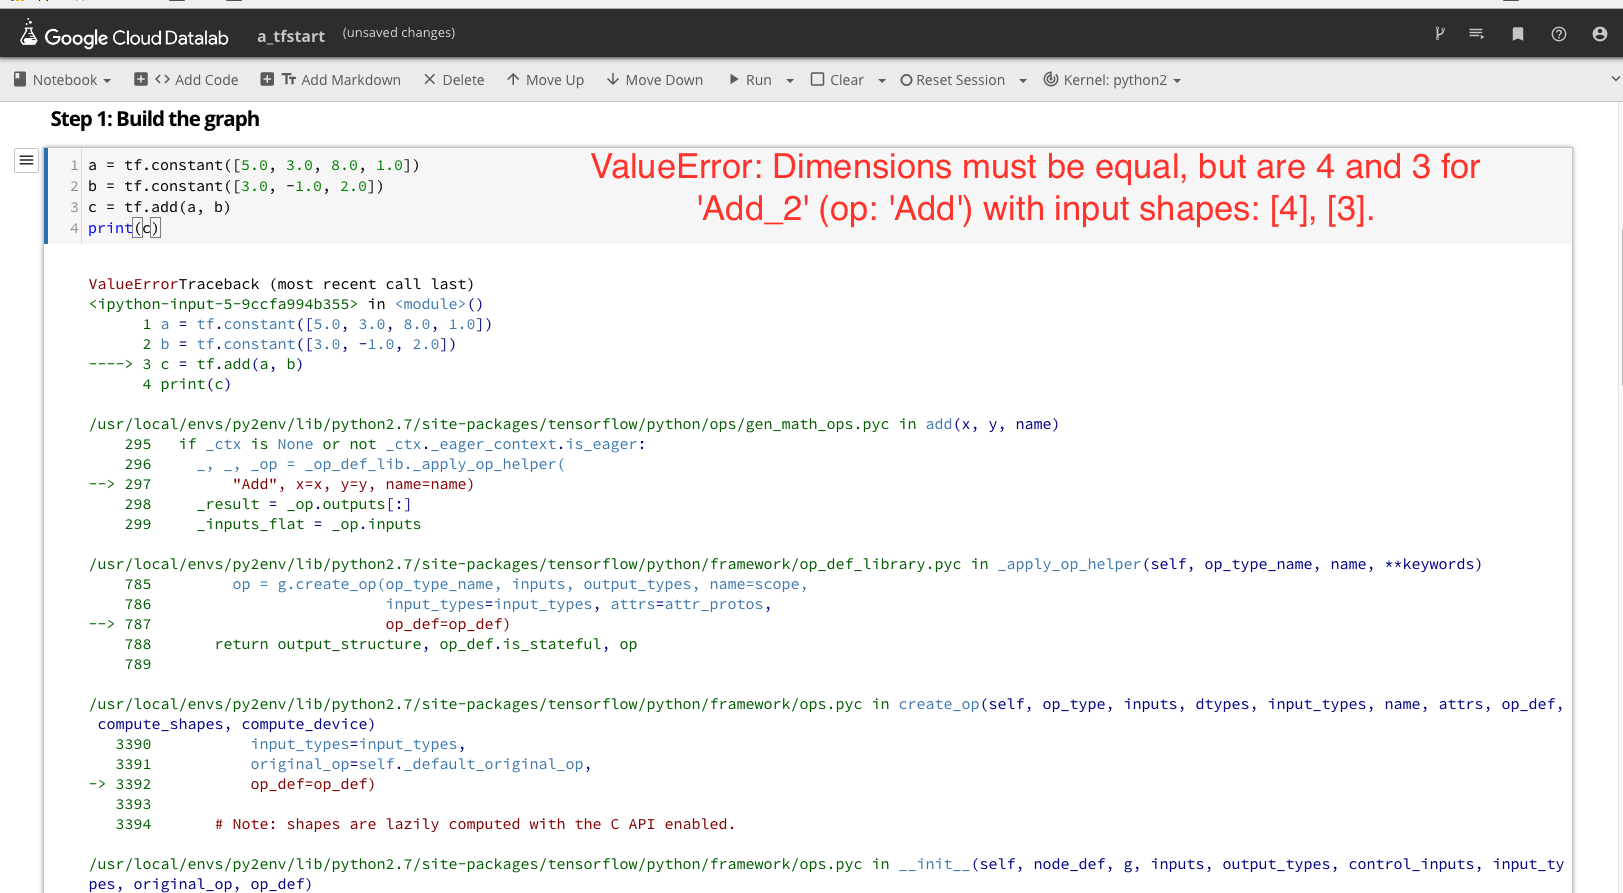 Google Cloud Datalab a_tfstart (unsaved changes)
Notebook Add Code Add Markdown Delete Move Up Move Down Run Clear Reset Session Kernel: python2
Step 1: Build the graph
1 a = tf.constant([5.0, 3.0, 8.0, 1.0])
2 b = tf.constant([3.0, -1.0, 2.0])
3 c = tf.add(a, b)
4 print(c)
ValueError: Dimensions must be equal, but are 4 and 3 for
'Add_2' (op: 'Add') with input shapes: [4], [3].
ValueErrorTraceback (most recent call last)
<ipython-input-5-9ccfa994b355> in <module>()
1 a = tf.constant([5.0, 3.0, 8.0, 1.0])
2 b = tf.constant([3.0, -1.0, 2.0])
----> 3 c = tf.add(a, b)
4 print(c)
/usr/local/envs/py2env/lib/python2.7/site-packages/tensorflow/python/ops/gen_math_ops.pyc in add(x, y, name)
295 if _ctx is None or not _ctx._eager_context.is_eager:
296 _, _, _op = _op_def_lib._apply_op_helper(
--> 297 "Add", x=x, y=y, name=name)
298 _result = _op.outputs[:]
299 _inputs_flat = _op.inputs
/usr/local/envs/py2env/lib/python2.7/site-packages/tensorflow/python/framework/op_def_library.pyc in _apply_op_helper(self, op_type_name, name, **keywords)
785 op = g.create_op(op_type_name, inputs, output_types, name=scope,
786 input_types=input_types, attrs=attr_protos,
--> 787 op_def=op_def)
788 return output_structure, op_def.is_stateful, op
789
/usr/local/envs/py2env/lib/python2.7/site-packages/tensorflow/python/framework/ops.pyc in create_op(self, op_type, inputs, dtypes, input_types, name, attrs, op_def,
compute_shapes, compute_device)
3390 input_types=input_types,
3391 original_op=self._default_original_op,
-> 3392 op_def=op_def)
3393
3394 # Note: shapes are lazily computed with the C API enabled.
/usr/local/envs/py2env/lib/python2.7/site-packages/tensorflow/python/framework/ops.pyc in __init__(self, node_def, g, inputs, output_types, control_inputs, input_ty
pes, original_op, op_def)